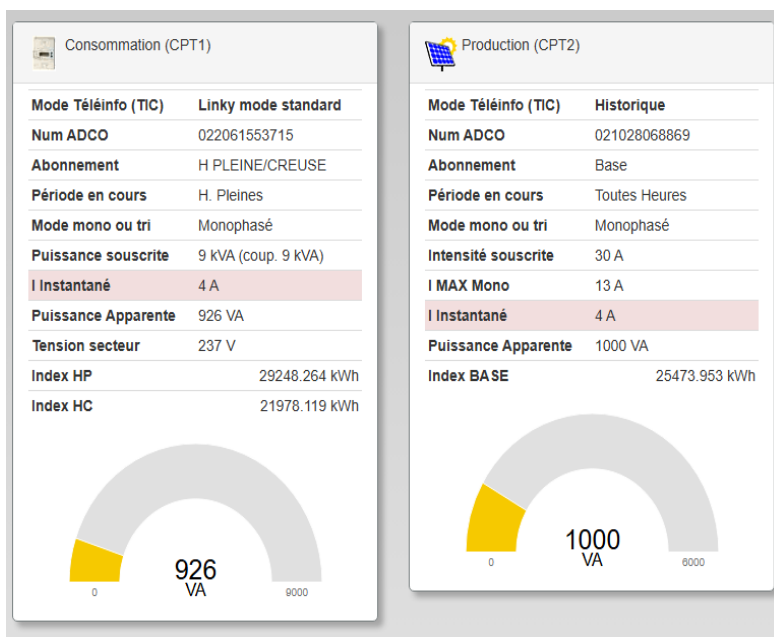 Consommation (CPT1)
Mode Téléinfo (TIC) Linky mode standard
Num ADCO 022061553715
Abonnement H PLEINE/CREUSE
Période en cours H. Pleines
Mode mono ou tri Monophasé
Puissance souscrite 9 kVA (coup. 9 kVA)
I Instantané 4 A
Puissance Apparente 926 VA
Tension secteur 237 V
Index HP 29248.264 kWh
Index HC 21978.119 kWh
926
VA
0 9000
Production (CPT2)
Mode Téléinfo (TIC) Historique
Num ADCO 021028068869
Abonnement Base
Période en cours Toutes Heures
Mode mono ou tri Monophasé
Intensité souscrite 30 A
I MAX Mono 13 A
I Instantané 4 A
Puissance Apparente 1000 VA
Index BASE 25473.953 kWh
1000
VA
0 6000